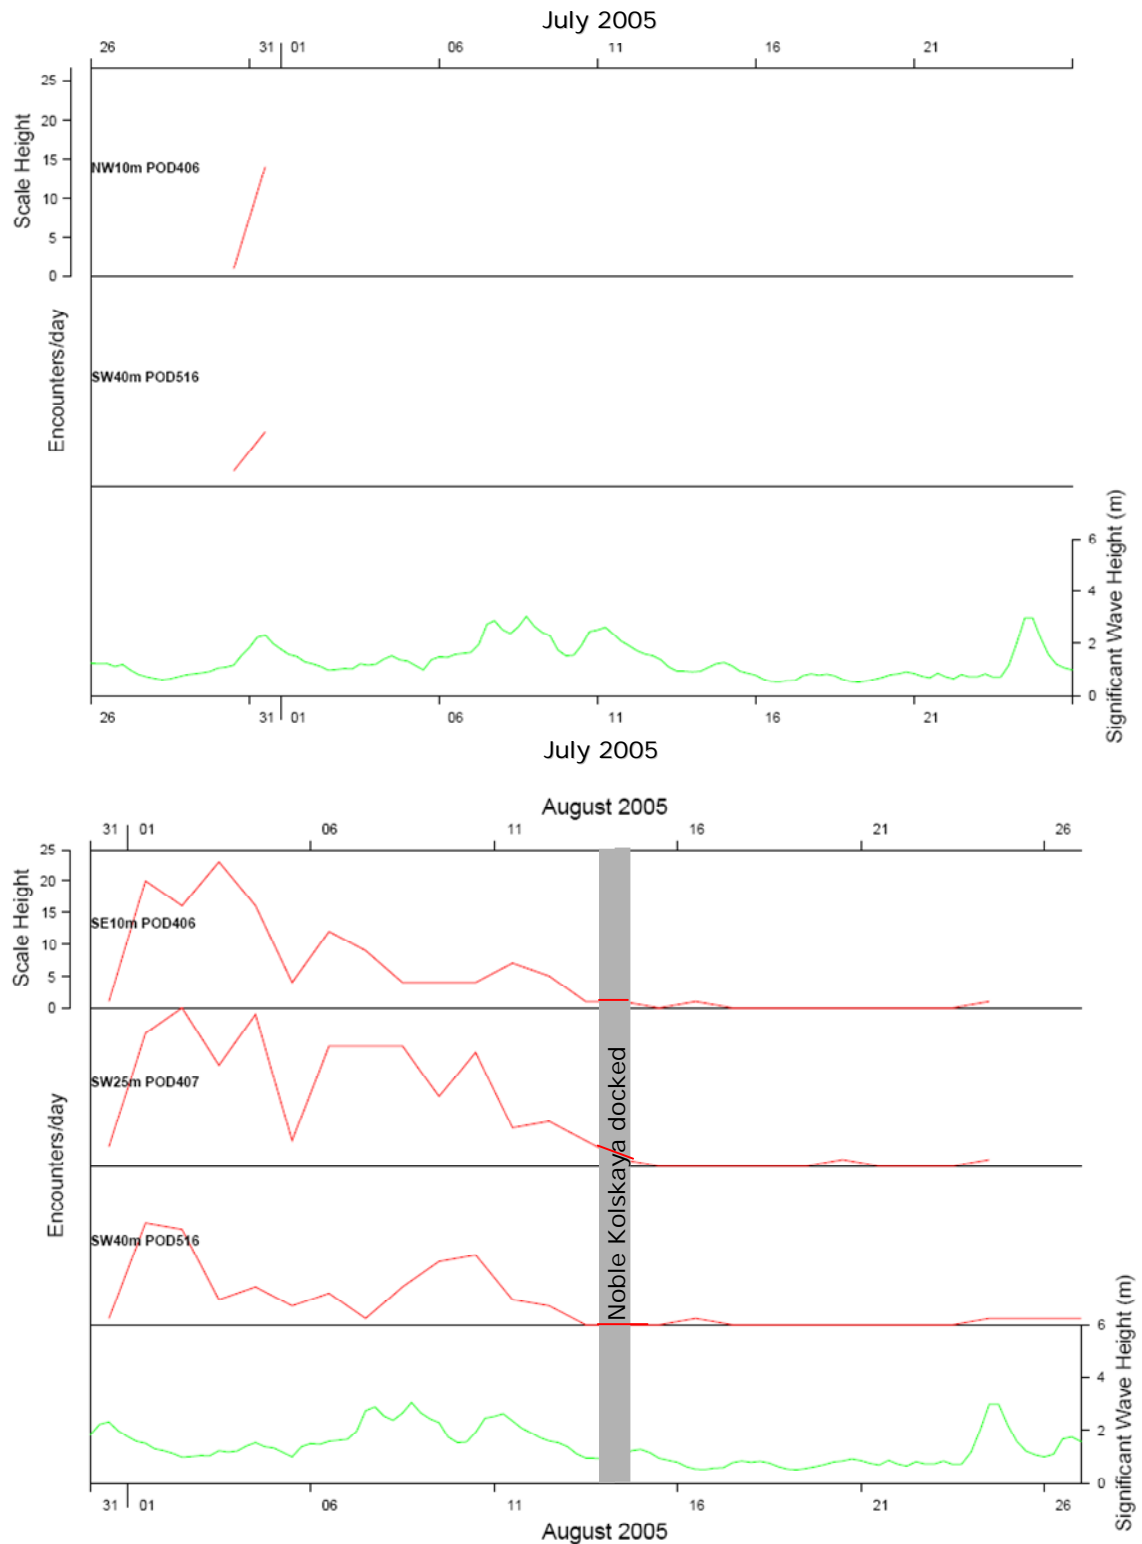 July 2005
26 31 01 06 11 16 21
25
20
15
10
5
0
Scale Height
NW10m POD406
Encounters/day
SW40m POD516
6
4
2
0
Significant Wave Height (m)
26 31 01 06 11 16 21
July 2005
August 2005
31 01 06 11 16 21 26
25
20
15
10
5
0
Scale Height
SE10m POD406
SW25m POD407
Encounters/day
Noble Kolskaya docked
SW40m POD516
6
4
2
0
Significant Wave Height (m)
31 01 06 11 16 21 26
August 2005